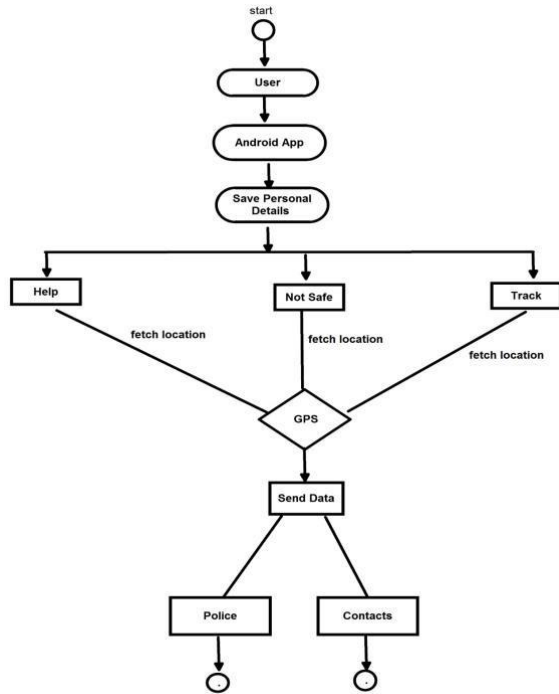 start
User
Android App
Save Personal
Details
Help
Not Safe
Track
fetch location
fetch location
fetch location
GPS
Send Data
Police
Contacts
.
.